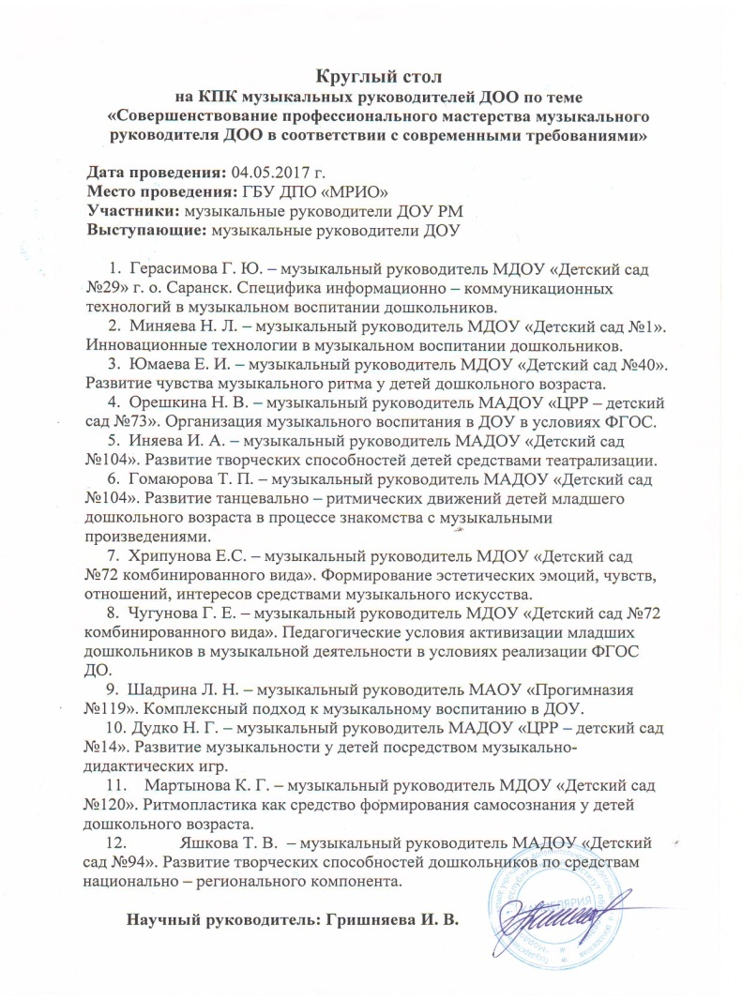 Круглый стол
на КПК музыкальных руководителей ДОО по теме
«Совершенствование профессионального мастерства музыкального
руководителя ДОО в соответствии с современными требованиями»
Дата проведения: 04.05.2017 г.
Место проведения: ГБУ ДПО «МРИО»
Участники: музыкальные руководители ДОУ РМ
Выступающие: музыкальные руководители ДОУ
1. Герасимова Г. Ю. – музыкальный руководитель МДОУ «Детский сад
№29» г. о. Саранск. Специфика информационно – коммуникационных
технологий в музыкальном воспитании дошкольников.
2. Миняева Н. Л. – музыкальный руководитель МДОУ «Детский сад №1».
Инновационные технологии в музыкальном воспитании дошкольников.
3. Юмаева Е. И. – музыкальный руководитель МДОУ «Детский сад №40».
Развитие чувства музыкального ритма у детей дошкольного возраста.
4. Орешкина Н. В. – музыкальный руководитель МАДОУ «ЦРР – детский
сад №73». Организация музыкального воспитания в ДОУ в условиях ФГОС.
5. Иняева И. А. – музыкальный руководитель МАДОУ «Детский сад
№104». Развитие творческих способностей детей средствами театрализации.
6. Гомаюрова Т. П. – музыкальный руководитель МАДОУ «Детский сад
№104». Развитие танцевально – ритмических движений детей младшего
дошкольного возраста в процессе знакомства с музыкальными
произведениями.
7. Хрипунова Е.С. – музыкальный руководитель МДОУ «Детский сад
№72 комбинированного вида». Формирование эстетических эмоций, чувств,
отношений, интересов средствами музыкального искусства.
8. Чугунова Г. Е. – музыкальный руководитель МДОУ «Детский сад №72
комбинированного вида». Педагогические условия активизации младших
дошкольников в музыкальной деятельности в условиях реализации ФГОС
ДО.
9. Шадрина Л. Н. – музыкальный руководитель МАОУ «Прогимназия
№119». Комплексный подход к музыкальному воспитанию в ДОУ.
10. Дудко Н. Г. – музыкальный руководитель МАДОУ «ЦРР – детский сад
№14». Развитие музыкальности у детей посредством музыкально-
дидактических игр.
11. Мартынова К. Г. – музыкальный руководитель МДОУ «Детский сад
№120». Ритмопластика как средство формирования самосознания у детей
дошкольного возраста.
12. Яшкова Т. В. – музыкальный руководитель МАДОУ «Детский
сад №94». Развитие творческих способностей дошкольников по средствам
национально – регионального компонента.
Научный руководитель: Гришняева И. В.